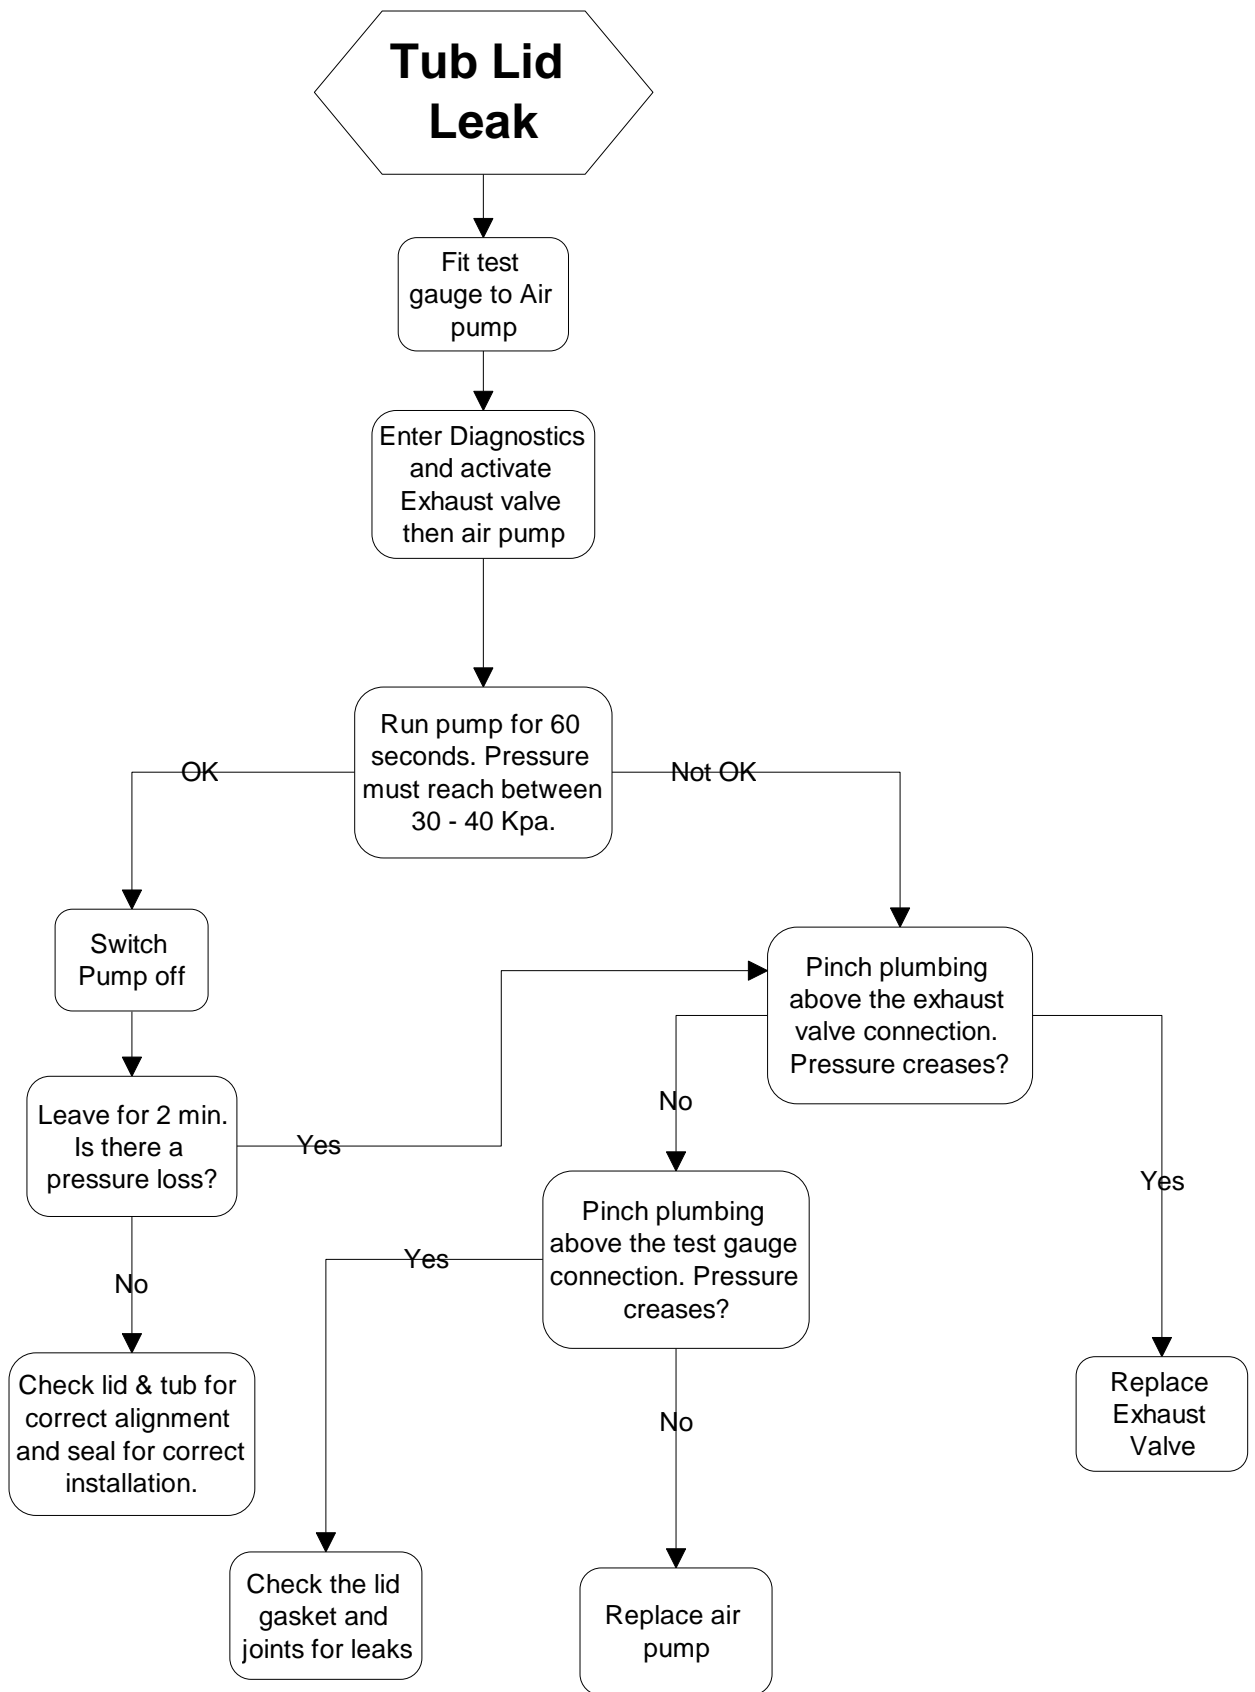 Tub Lid
Leak
Fit test
gauge to Air
pump
Enter Diagnostics
and activate
Exhaust valve
then air pump
Run pump for 60
seconds. Pressure
must reach between
30 - 40 Kpa.
OK
Not OK
Switch
Pump off
Pinch plumbing
above the exhaust
valve connection.
Pressure creases?
Leave for 2 min.
Is there a
pressure loss?
Yes
No
Yes
Pinch plumbing
above the test gauge
connection. Pressure
creases?
Yes
No
No
Check lid & tub for
correct alignment
and seal for correct
installation.
Replace
Exhaust
Valve
Check the lid
gasket and
joints for leaks
Replace air
pump